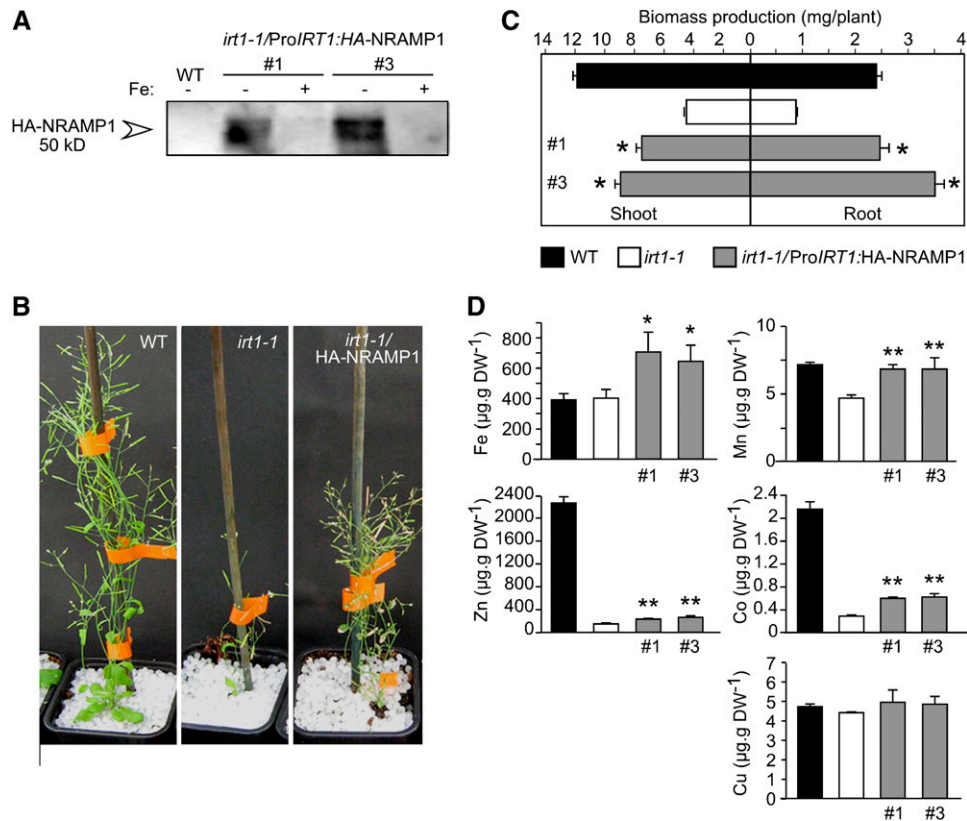 A
irt1-1/ProIRT1:HA-NRAMP1
WT #1 #3
Fe: - - + - +
HA-NRAMP1
50 kD
C
Biomass production (mg/plant)
14 12 10 8 6 4 2 0 1 2 3 4
#1 * *
#3 * *
Shoot Root
WT irt1-1 irt1-1/ProIRT1:HA-NRAMP1
B
WT
irt1-1
irt1-1/
HA-NRAMP1
D
Fe (µg.g DW-1)
800
600
400
200
0
* *
#1 #3
Mn (µg.g DW-1)
10
5
0
** **
#1 #3
Zn (µg.g DW-1)
2400
2000
1600
1200
800
400
0
** **
#1 #3
Co (µg.g DW-1)
2.4
1.8
1.2
0.6
0
** **
#1 #3
Cu (µg.g DW-1)
7
6
5
4
3
2
1
0
#1 #3